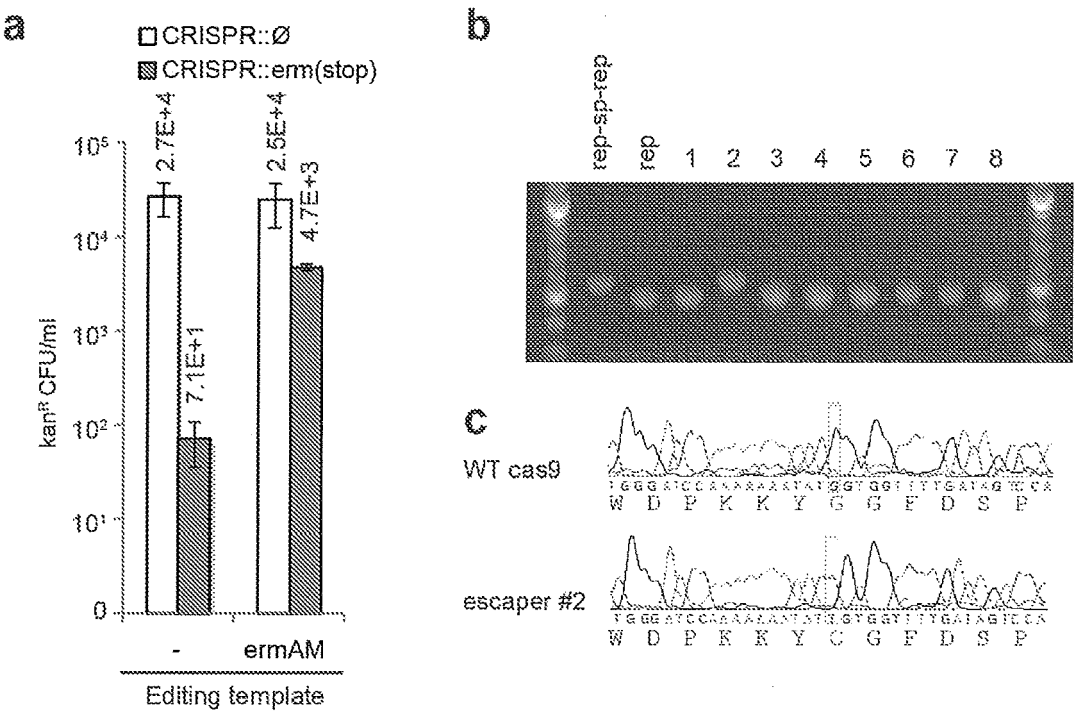 a
CRISPR::Ø
CRISPR::erm(stop)
kanᴿ CFU/ml
10⁵
10⁴
10³
10²
10¹
0
2.7E+4
7.1E+1
2.5E+4
4.7E+3
-
ermAM
Editing template
b
rep-sp-rep
rep
1 2 3 4 5 6 7 8
c
WT cas9
TGGGATCCAAAAAATATGGTGGTTTTGATAGTCCCA
W D P K K Y G G F D S P
escaper #2
W D P K K Y C G F D S P